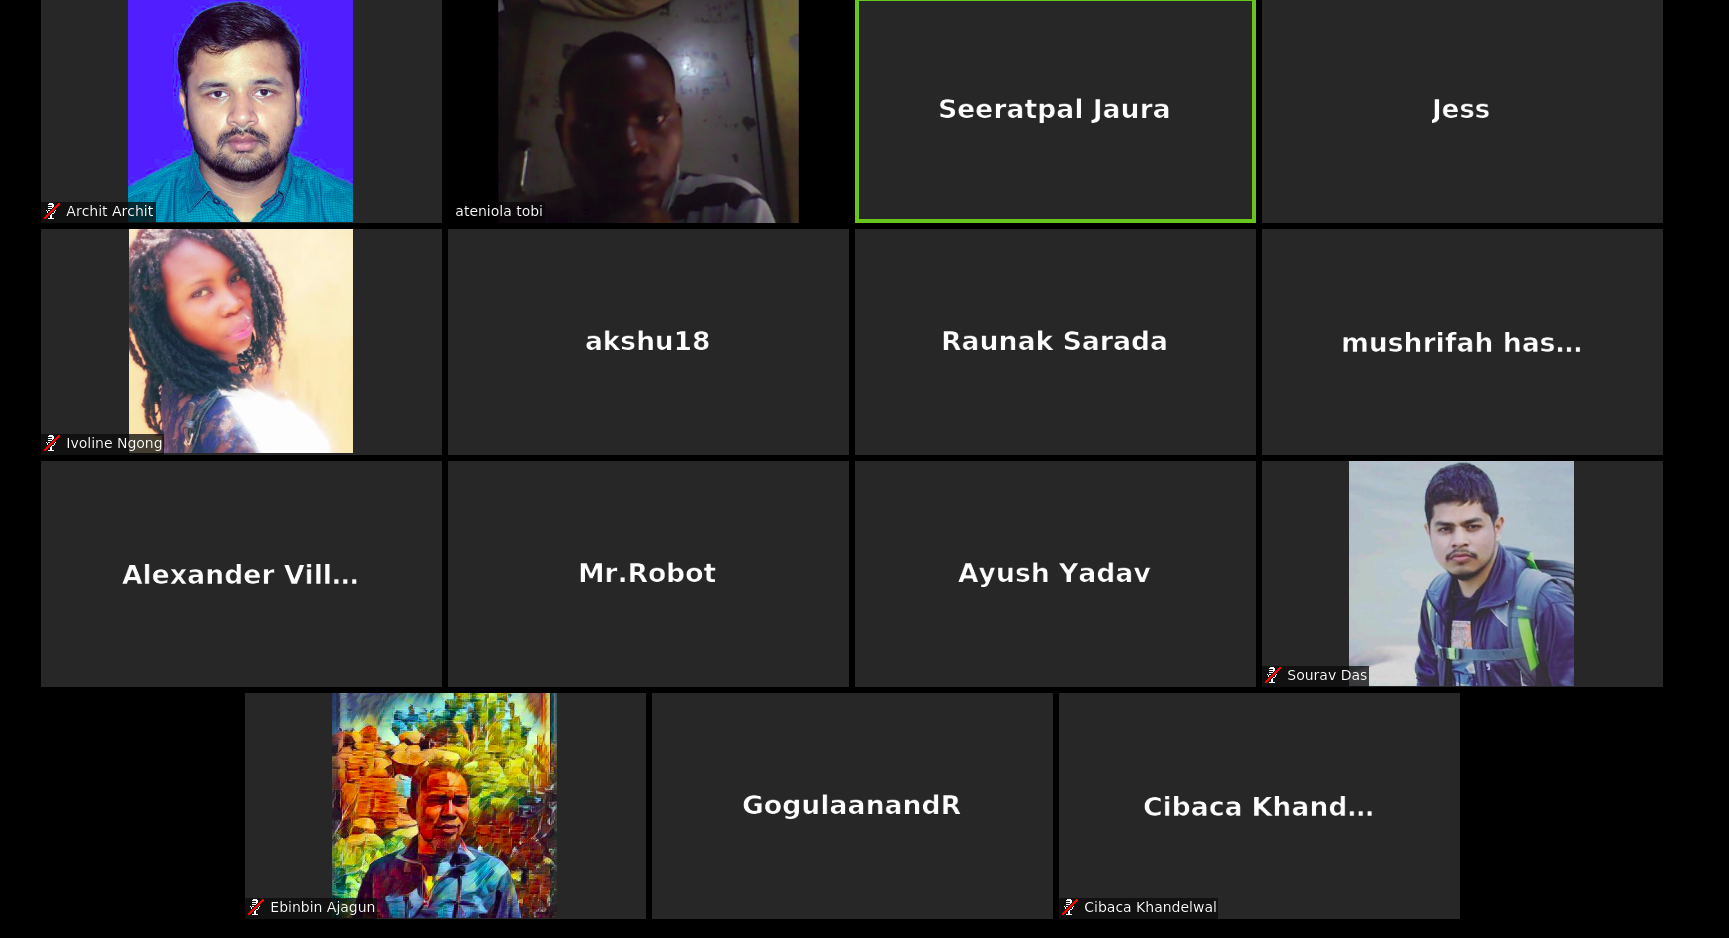 Archit Archit
ateniola tobi
Seeratpal Jaura
Jess
Ivoline Ngong
akshu18
Raunak Sarada
mushrifah has...
Alexander Vill...
Mr.Robot
Ayush Yadav
Sourav Das
Ebinbin Ajagun
GogulaanandR
Cibaca Khand...
Cibaca Khandelwal